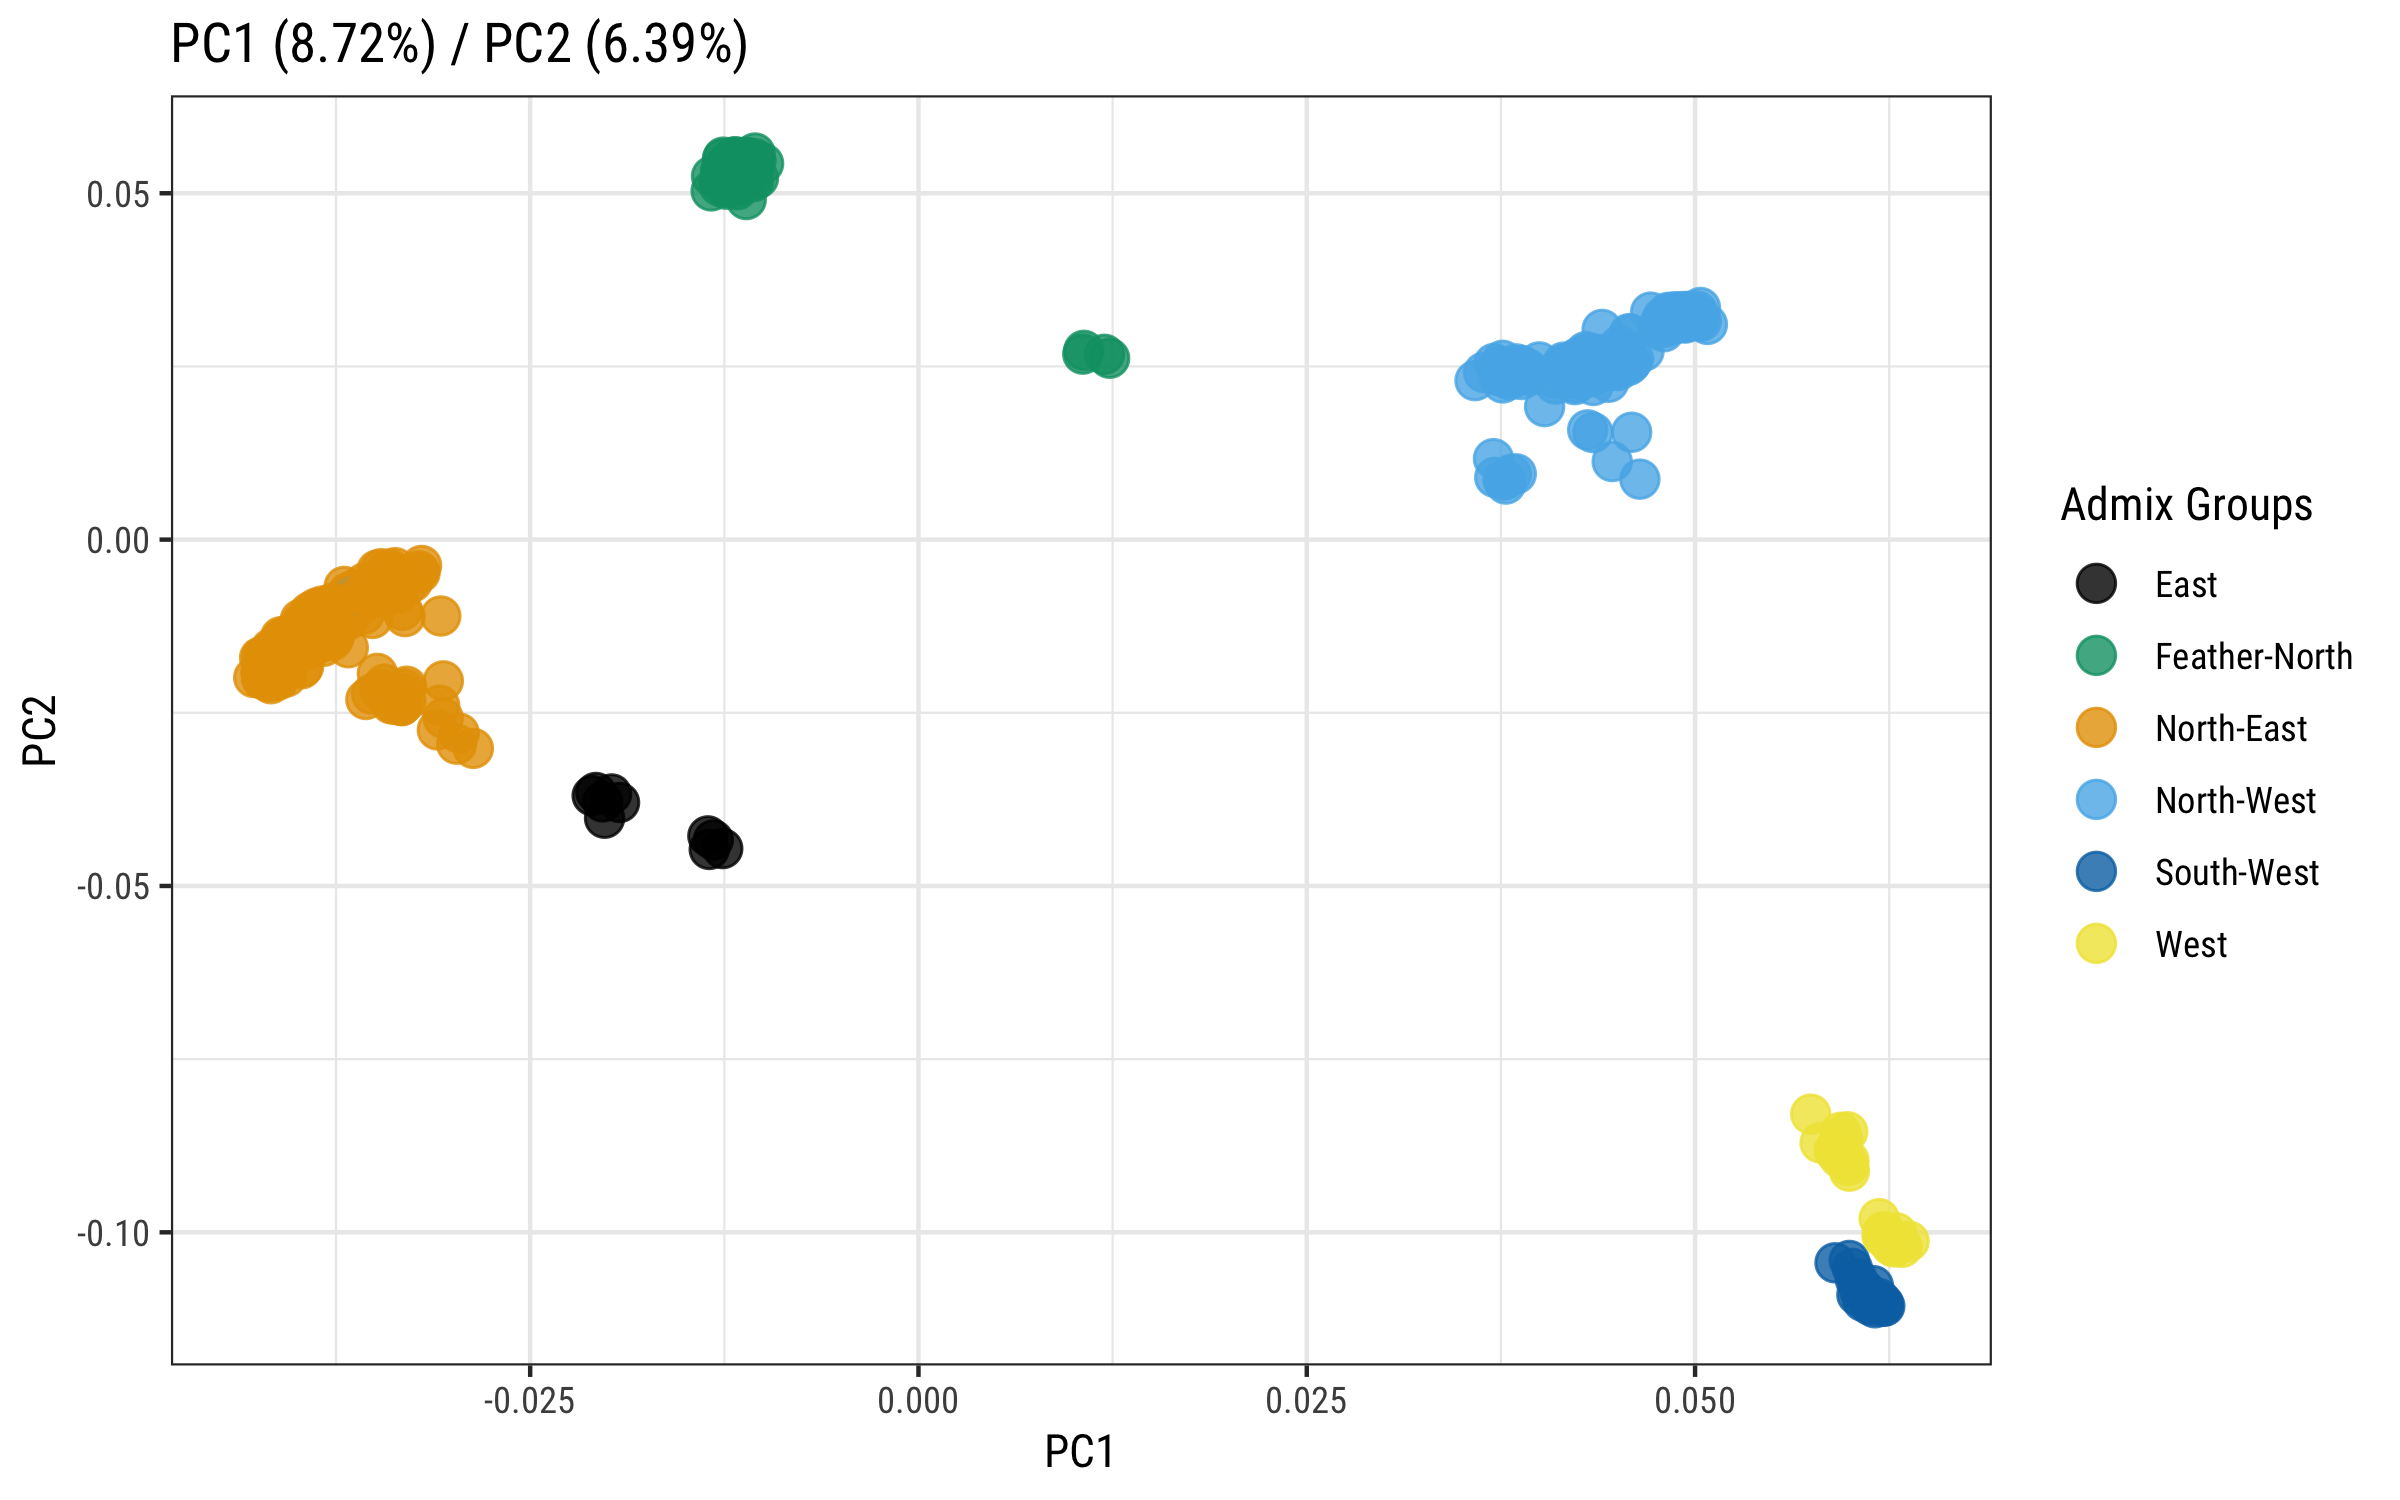 PC1 (8.72%) / PC2 (6.39%)
0.05
0.00
-0.05
-0.10
PC2
-0.025
0.000
0.025
0.050
PC1
Admix Groups
East
Feather-North
North-East
North-West
South-West
West